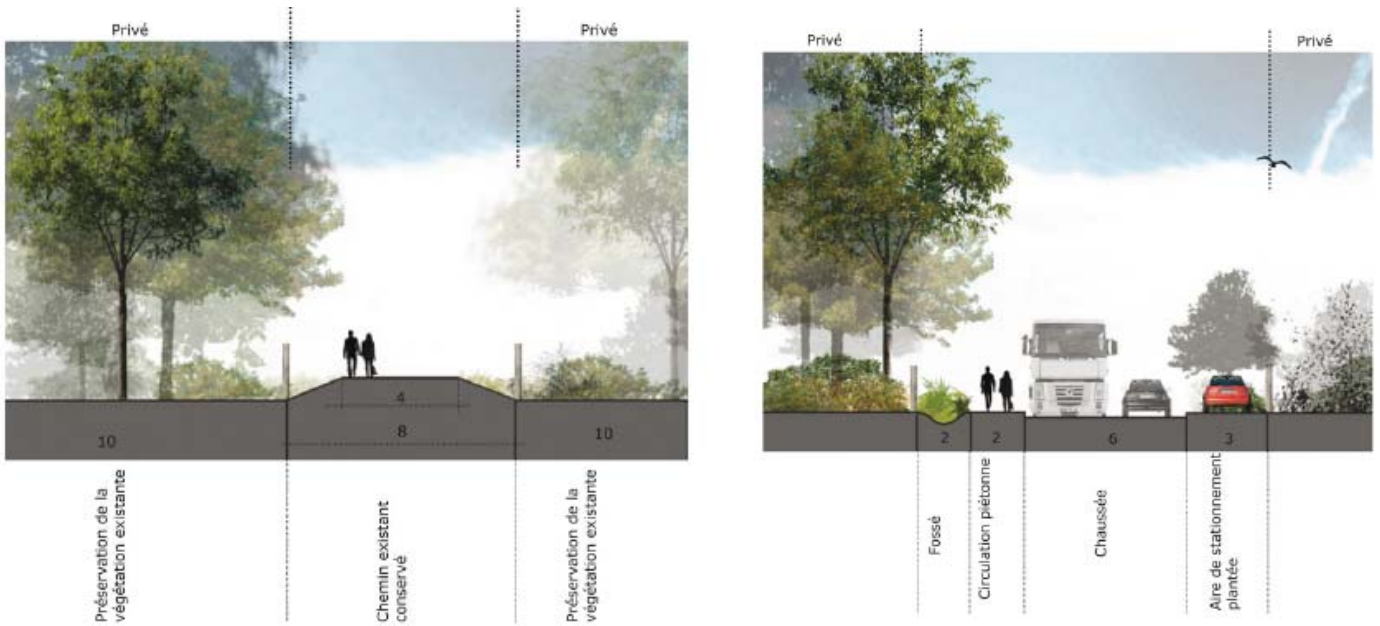 Privé
Privé
4
8
10
10
Préservation de la
végétation existante
Chemin existant
conservé
Préservation de la
végétation existante
Privé
Privé
2
2
6
3
Fossé
Circulation piétonne
Chaussée
Aire de stationnement
plantée